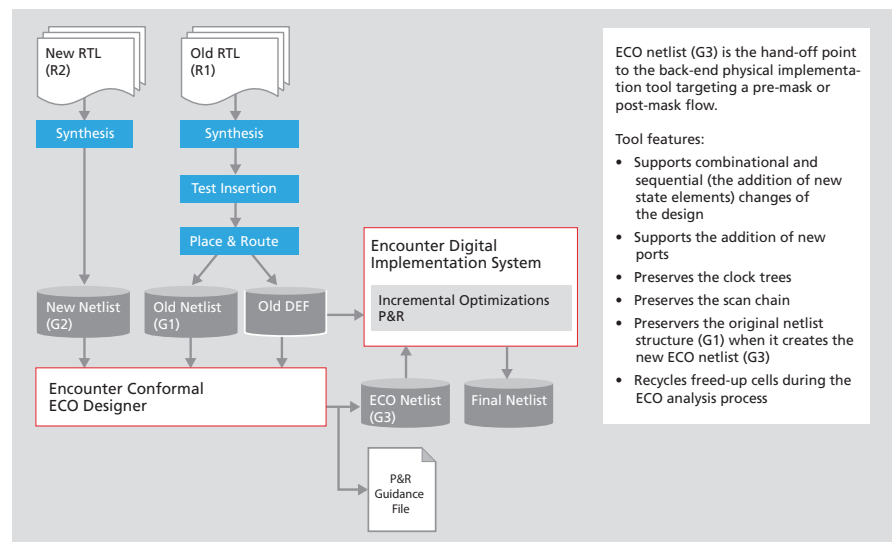 New RTL
(R2)
Old RTL
(R1)
Synthesis
Synthesis
Test Insertion
Place & Route
New Netlist
(G2)
Old Netlist
(G1)
Old DEF
Encounter Digital
Implementation System
Incremental Optimizations
P&R
Encounter Conformal
ECO Designer
ECO Netlist
(G3)
Final Netlist
P&R
Guidance
File
ECO netlist (G3) is the hand-off point
to the back-end physical implementa-
tion tool targeting a pre-mask or
post-mask flow.
Tool features:
• Supports combinational and
sequential (the addition of new
state elements) changes of
the design
• Supports the addition of new
ports
• Preserves the clock trees
• Preserves the scan chain
• Preservers the original netlist
structure (G1) when it creates the
new ECO netlist (G3)
• Recycles freed-up cells during the
ECO analysis process